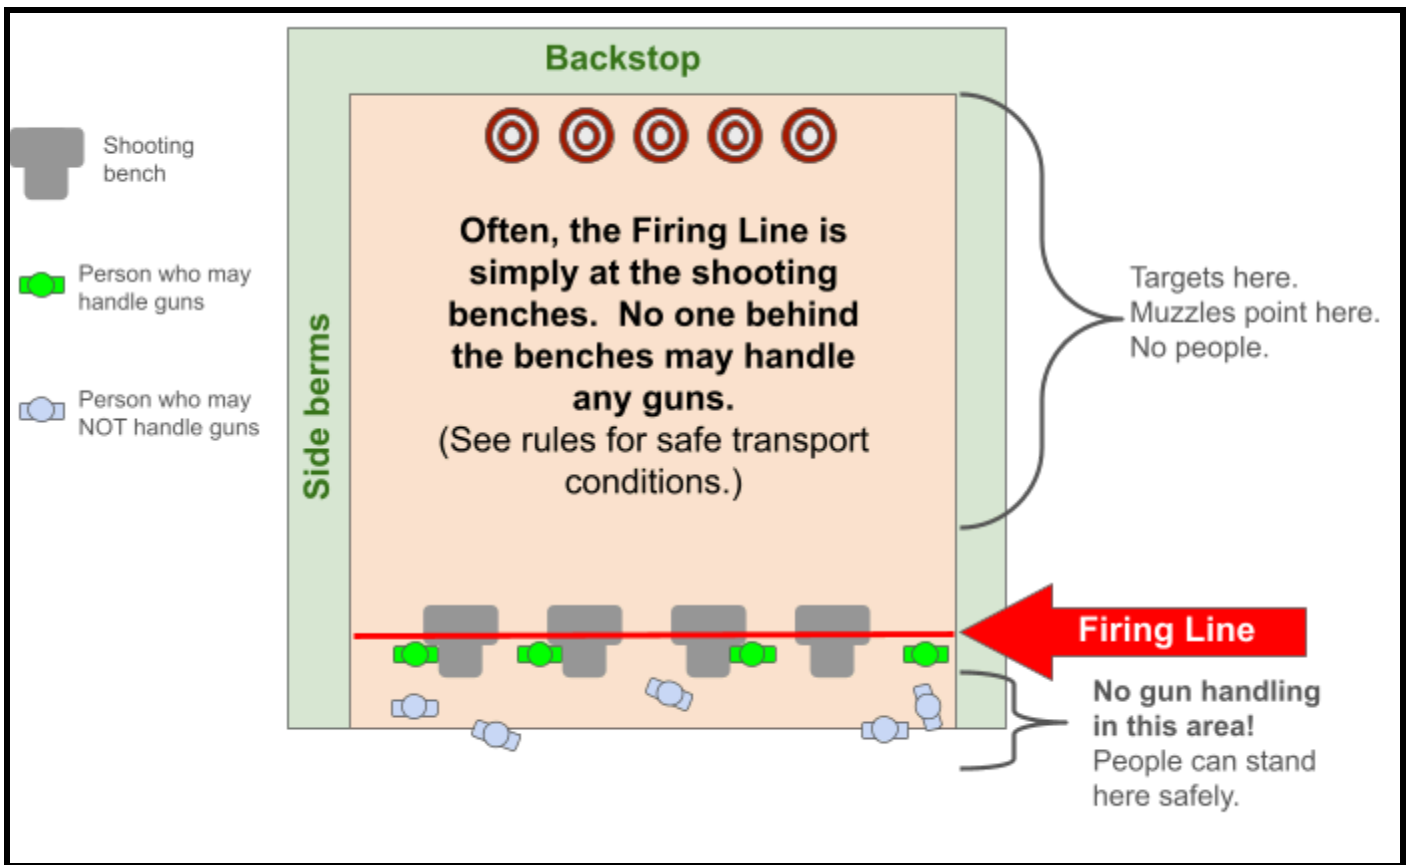 Backstop
Shooting
bench
Person who may
handle guns
Person who may
NOT handle guns
Side berms
Often, the Firing Line is
simply at the shooting
benches.  No one behind
the benches may handle
any guns.
(See rules for safe transport
conditions.)
Targets here.
Muzzles point here.
No people.
Firing Line
No gun handling
in this area!
People can stand
here safely.